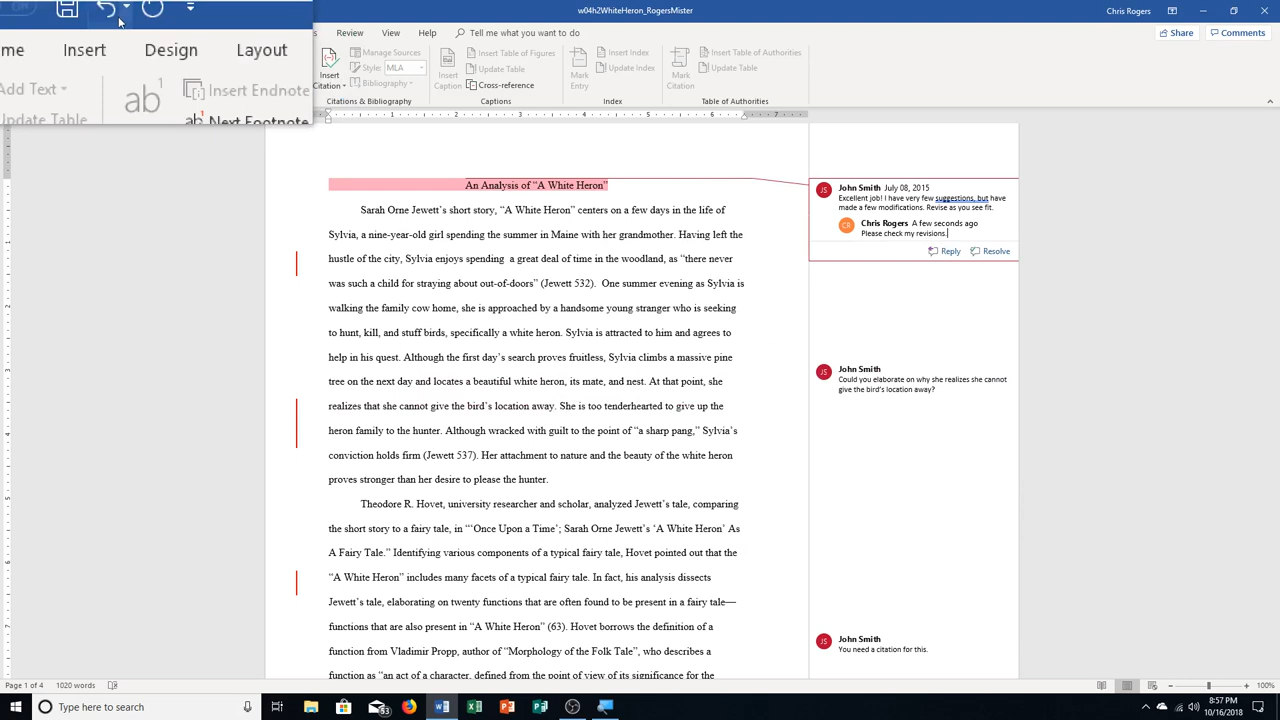 w04h2WhiteHeron_RogersMister
Chris Rogers
me Insert Design Layout
Review View Help Tell me what you want to do
Share Comments
Add Text
Update Table
ab1
Insert Endnote
ab1 Next Footnote
Insert Citation
Manage Sources
Style: MLA
Bibliography
Citations & Bibliography
Insert Caption
Insert Table of Figures
Update Table
Cross-reference
Captions
Mark Entry
Insert Index
Update Index
Index
Mark Citation
Insert Table of Authorities
Update Table
Table of Authorities
1 2 3 4 5 6 7
An Analysis of “A White Heron”
Sarah Orne Jewett’s short story, “A White Heron” centers on a few days in the life of
Sylvia, a nine-year-old girl spending the summer in Maine with her grandmother. Having left the
hustle of the city, Sylvia enjoys spending  a great deal of time in the woodland, as “there never
was such a child for straying about out-of-doors” (Jewett 532).  One summer evening as Sylvia is
walking the family cow home, she is approached by a handsome young stranger who is seeking
to hunt, kill, and stuff birds, specifically a white heron. Sylvia is attracted to him and agrees to
help in his quest. Although the first day’s search proves fruitless, Sylvia climbs a massive pine
tree on the next day and locates a beautiful white heron, its mate, and nest. At that point, she
realizes that she cannot give the bird’s location away. She is too tenderhearted to give up the
heron family to the hunter. Although wracked with guilt to the point of “a sharp pang,” Sylvia’s
conviction holds firm (Jewett 537). Her attachment to nature and the beauty of the white heron
proves stronger than her desire to please the hunter.
Theodore R. Hovet, university researcher and scholar, analyzed Jewett’s tale, comparing
the short story to a fairy tale, in “‘Once Upon a Time’; Sarah Orne Jewett’s ‘A White Heron’ As
A Fairy Tale.” Identifying various components of a typical fairy tale, Hovet pointed out that the
“A White Heron” includes many facets of a typical fairy tale. In fact, his analysis dissects
Jewett’s tale, elaborating on twenty functions that are often found to be present in a fairy tale—
functions that are also present in “A White Heron” (63). Hovet borrows the definition of a
function from Vladimir Propp, author of “Morphology of the Folk Tale”, who describes a
function as “an act of a character, defined from the point of view of its significance for the
JS John Smith July 08, 2015
Excellent job! I have very few suggestions, but have
made a few modifications. Revise as you see fit.
CR Chris Rogers A few seconds ago
Please check my revisions.
Reply Resolve
JS John Smith
Could you elaborate on why she realizes she cannot
give the bird’s location away?
JS John Smith
You need a citation for this.
1
2
3
4
5
6
7
Page 1 of 4 1020 words
100%
Type here to search
53
8:57 PM
10/16/2018